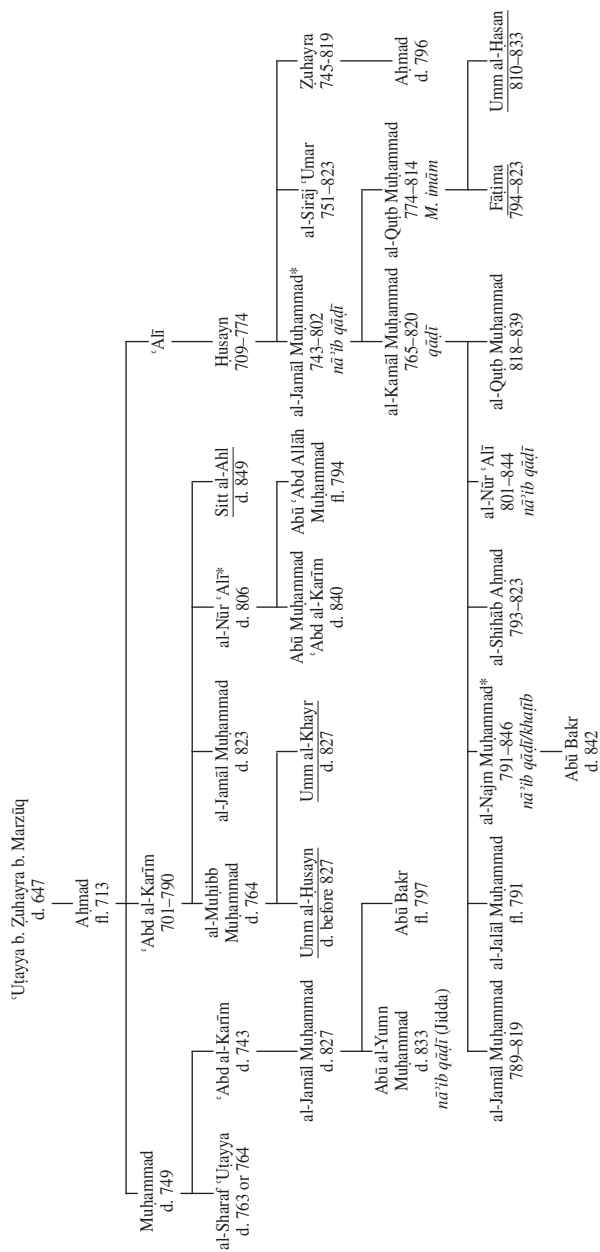 ʿUṭayya b. Ẓuhayra b. Marzūq
d. 647
Aḥmad
fl. 713
Muḥammad
d. 749
ʿAbd al-Karīm
701–790
ʿAlī
al-Sharaf ʿUṭayya
d. 763 or 764
ʿAbd al-Karīm
d. 743
al-Muḥibb
Muḥammad
d. 764
al-Jamāl Muḥammad
d. 823
al-Nūr ʿAlī*
d. 806
Sitt al-Ahl
d. 849
Ḥusayn
709–774
al-Jamāl Muḥammad
d. 827
Umm al-Ḥusayn
d. before 827
Umm al-Khayr
d. 827
Abū Muḥammad
ʿAbd al-Karīm
d. 840
Abū ʿAbd Allāh
Muḥammad
fl. 794
al-Jamāl Muḥammad*
743–802
nāʾib qāḍī
al-Sirāj ʿUmar
751–823
Ẓuhayra
745-819
Abū al-Yumn
Muḥammad
d. 833
nāʾib qāḍī (Jidda)
Abū Bakr
fl. 797
al-Kamāl Muḥammad
765–820
qāḍī
al-Quṭb Muḥammad
774–814
M. imām
Aḥmad
d. 796
al-Jamāl Muḥammad
789–819
al-Jalāl Muḥammad
fl. 791
al-Najm Muḥammad*
791–846
nāʾib qāḍī/khaṭīb
al-Shihāb Aḥmad
793–823
al-Nūr ʿAlī
801–844
nāʾib qāḍī
al-Quṭb Muḥammad
818–839
Fāṭima
794–823
Umm al-Ḥasan
810–833
Abū Bakr
d. 842